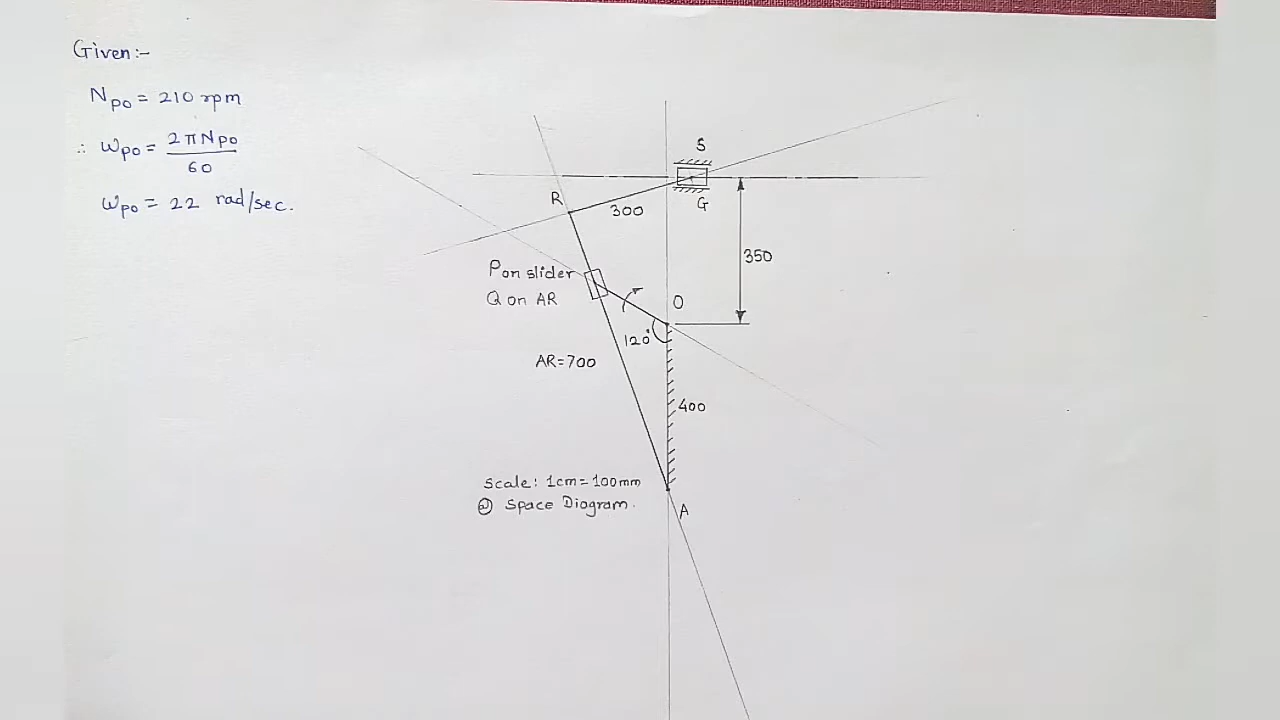 Given :-
Npo = 210 rpm
∴ ωpo = 2πNpo / 60
ωpo = 22 rad/sec.
S
R
300
G
350
P on slider
Q on AR
O
120°
AR=700
400
Scale: 1cm = 100mm
Space Diagram.
A